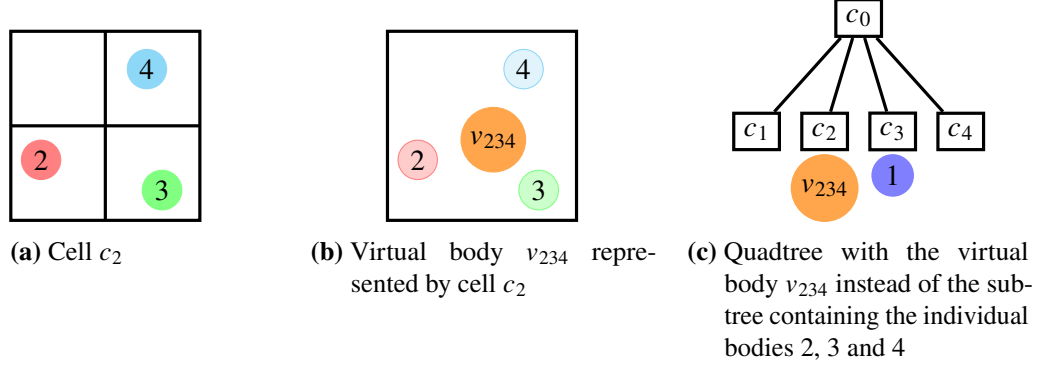 4
2
3
(a) Cell c₂
4
v₂₃₄
2
3
(b) Virtual body v₂₃₄ repre-
sented by cell c₂
c₀
c₁ c₂ c₃ c₄
v₂₃₄ 1
(c) Quadtree with the virtual
body v₂₃₄ instead of the sub-
tree containing the individual
bodies 2, 3 and 4